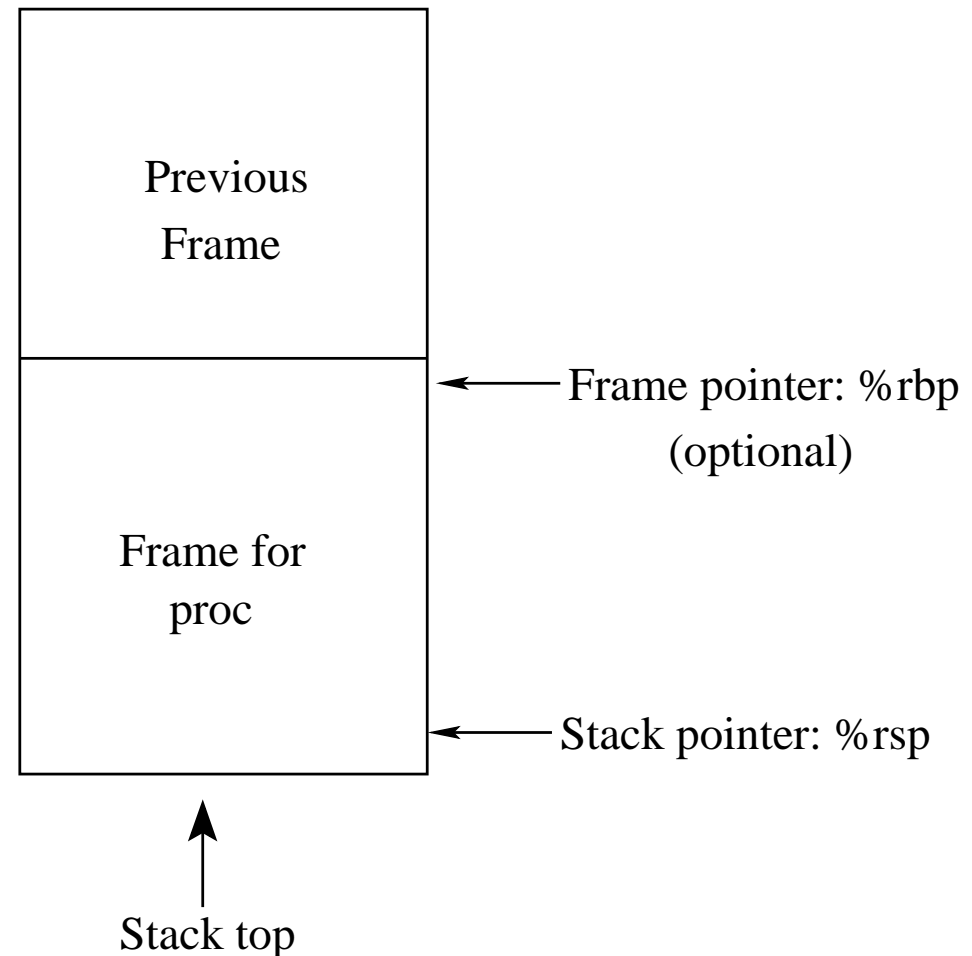 Previous
Frame
Frame pointer: %rbp
(optional)
Frame for
proc
Stack pointer: %rsp
Stack top